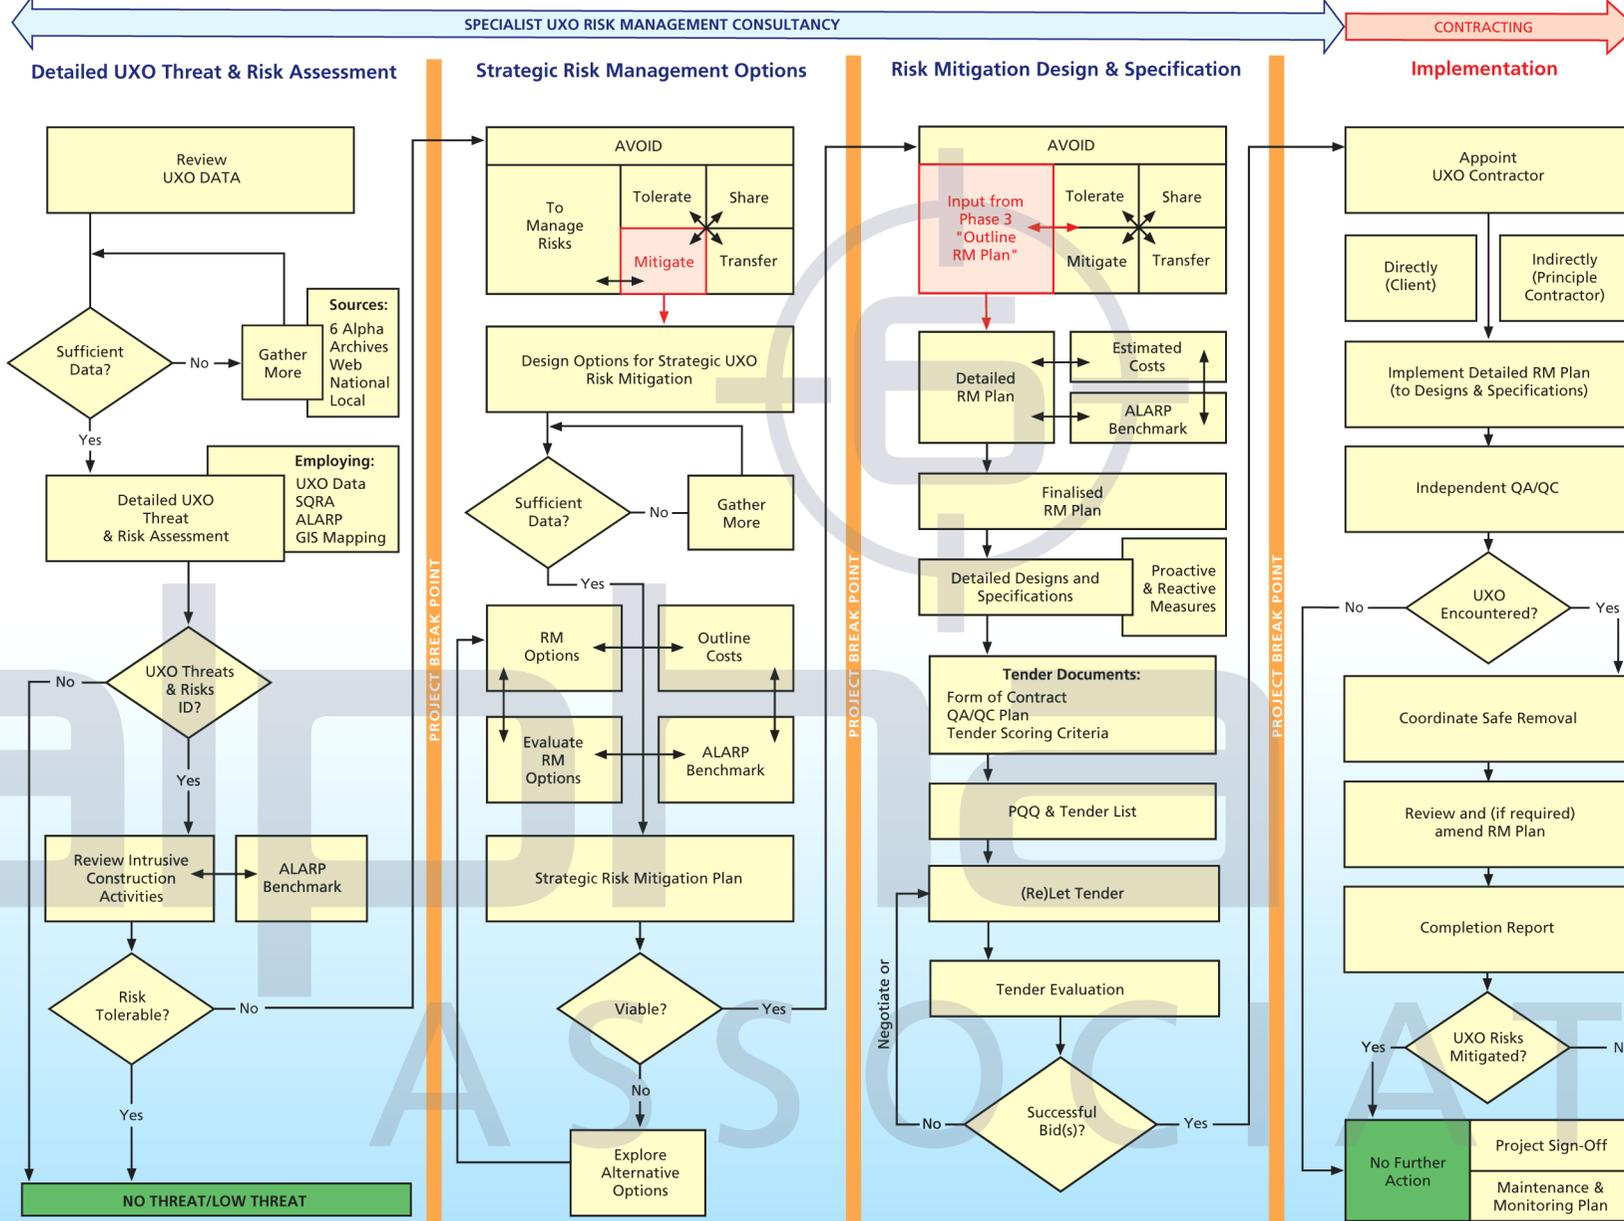 SPECIALIST UXO RISK MANAGEMENT CONSULTANCY
CONTRACTING
Detailed UXO Threat & Risk Assessment
Review
UXO DATA
Sufficient
Data?
No
Gather
More
Sources:
6 Alpha
Archives
Web
National
Local
Yes
Employing:
UXO Data
SQRA
ALARP
GIS Mapping
Detailed UXO
Threat
& Risk Assessment
UXO Threats
& Risks
ID?
No
Yes
Review Intrusive
Construction
Activities
ALARP
Benchmark
Risk
Tolerable?
No
Yes
NO THREAT/LOW THREAT
PROJECT BREAK POINT
Strategic Risk Management Options
AVOID
To
Manage
Risks
Tolerate
Share
Mitigate
Transfer
Design Options for Strategic UXO
Risk Mitigation
Sufficient
Data?
No
Gather
More
Yes
RM
Options
Outline
Costs
Evaluate
RM
Options
ALARP
Benchmark
Strategic Risk Mitigation Plan
Viable?
Yes
No
Explore
Alternative
Options
PROJECT BREAK POINT
Risk Mitigation Design & Specification
AVOID
Input from
Phase 3
"Outline
RM Plan"
Tolerate
Share
Mitigate
Transfer
Detailed
RM Plan
Estimated
Costs
ALARP
Benchmark
Finalised
RM Plan
Detailed Designs and
Specifications
Proactive
& Reactive
Measures
Tender Documents:
Form of Contract
QA/QC Plan
Tender Scoring Criteria
PQQ & Tender List
(Re)Let Tender
Negotiate or
Tender Evaluation
Successful
Bid(s)?
No
Yes
PROJECT BREAK POINT
Implementation
Appoint
UXO Contractor
Directly
(Client)
Indirectly
(Principle
Contractor)
Implement Detailed RM Plan
(to Designs & Specifications)
Independent QA/QC
UXO
Encountered?
No
Yes
Coordinate Safe Removal
Review and (if required)
amend RM Plan
Completion Report
UXO Risks
Mitigated?
Yes
N
No Further
Action
Project Sign-Off
Maintenance &
Monitoring Plan
6
alpha
ASSOCIAT